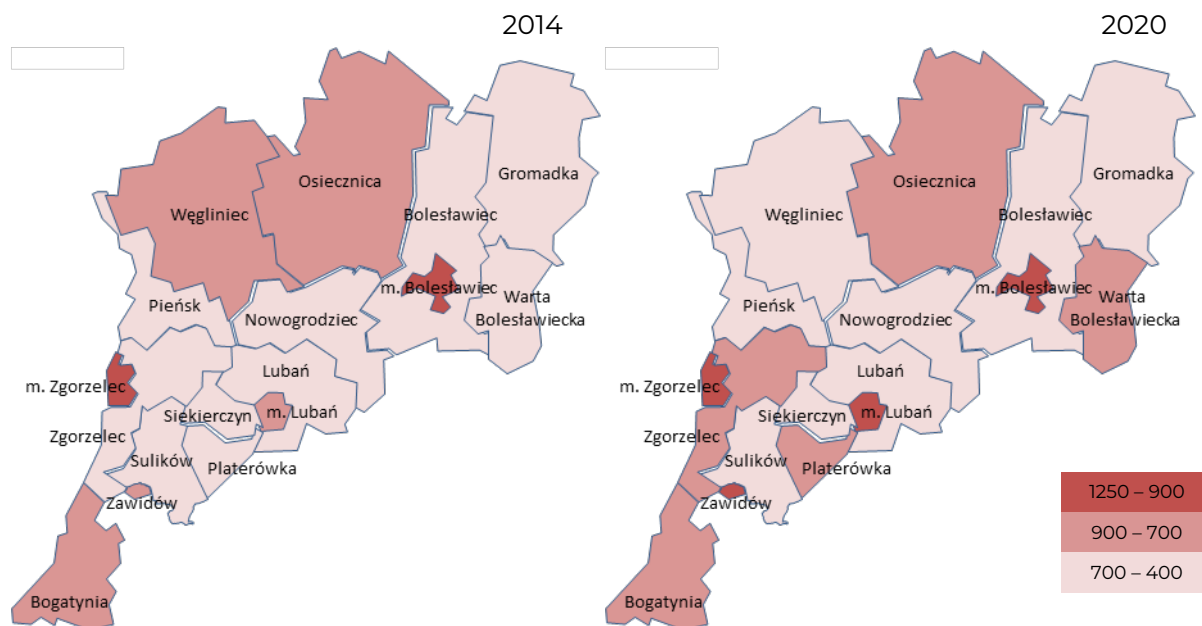 2014
Gromadka
Osiecznica
Węgliniec
Bolesławiec
m. Bolesławiec
Pieńsk
Warta
Nowogrodziec
Bolesławiecka
Lubań
m. Zgorzelec
Siękierczyn
m. Lubań
Zgorzelec
Sulików
Platerówka
Zawidów
Bogatynia
2020
Gromadka
Osiecznica
Węgliniec
Bolesławiec
m. Bolesławiec
Pieńsk
Warta
Nowogrodziec
Bolesławiecka
Lubań
m. Zgorzelec
Siękierczyn
m. Lubań
Zgorzelec
Sulików
Platerówka
Zawidów
Bogatynia
1250 – 900
900 – 700
700 – 400